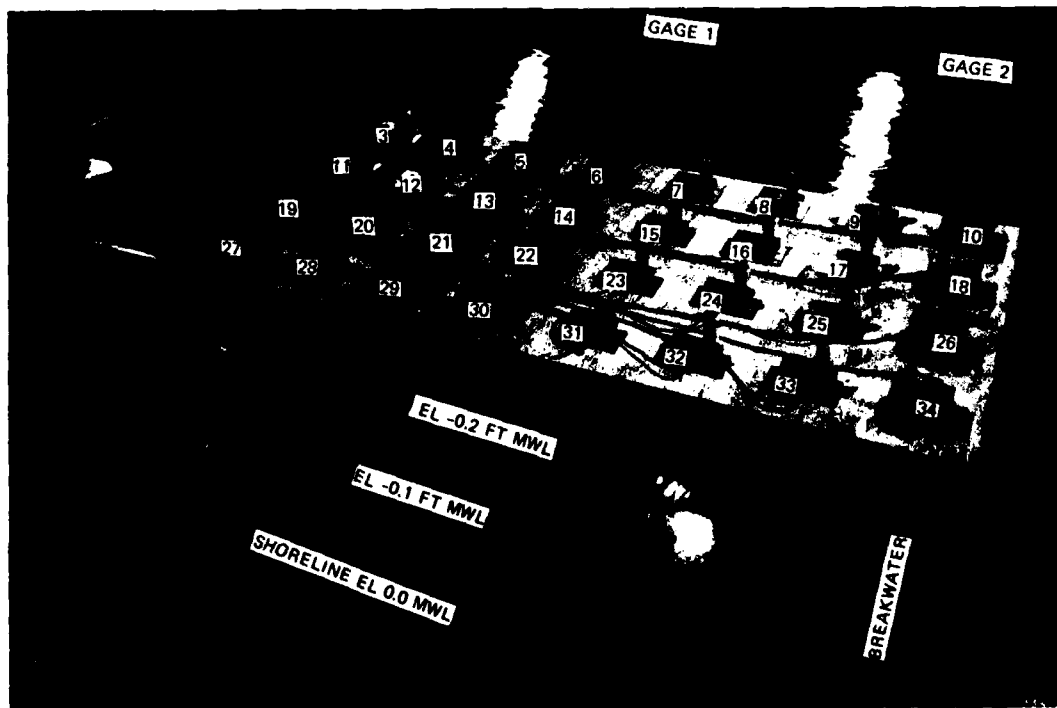 GAGE 1
GAGE 2
3 4 5 6 7 8 9 10
11 12 13 14 15 16 17 18
19 20 21 22 23 24 25 26
27 28 29 30 31 32 33 34
EL -0.2 FT MWL
EL -0.1 FT MWL
SHORELINE EL 0.0 MWL
BREAKWATER